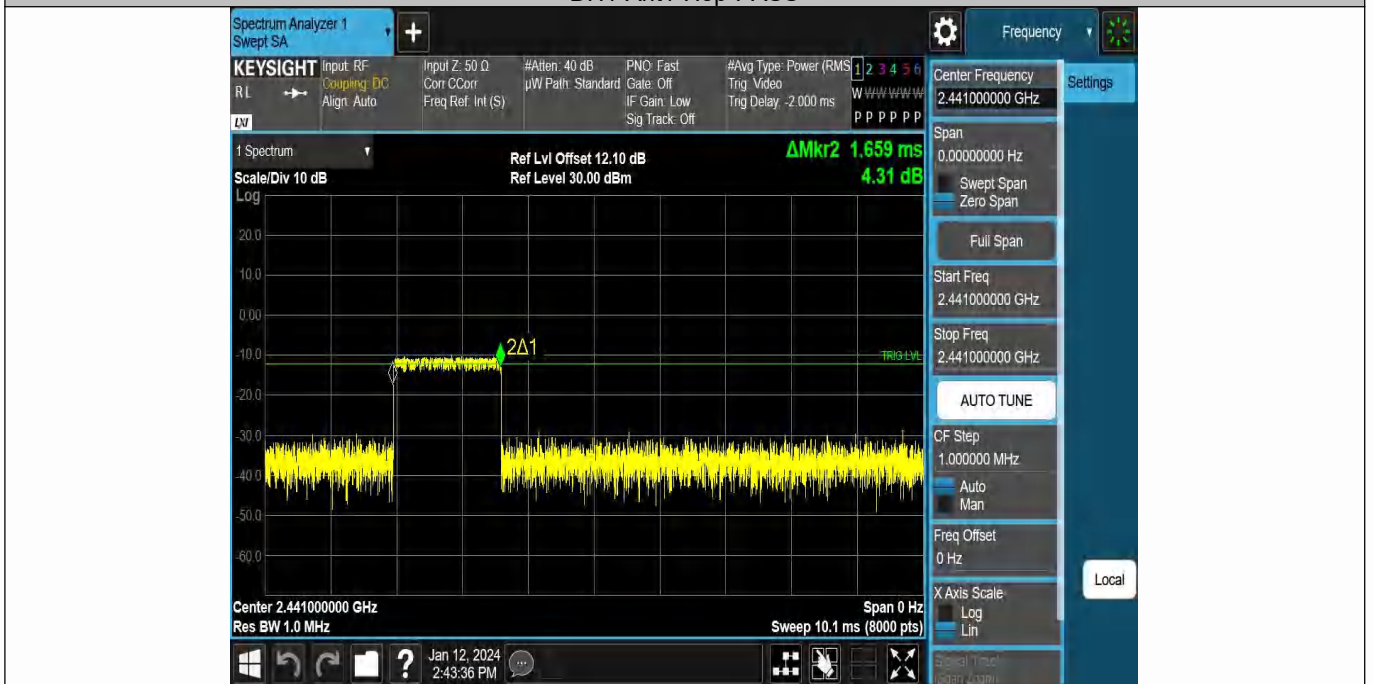 Spectrum Analyzer 1
Swept SA
+
Frequency
KEYSIGHT
RL
LXI
Input: RF
Coupling: DC
Align: Auto
Input Z: 50 Ω
Corr CCorr
Freq Ref: Int (S)
#Atten: 40 dB
µW Path: Standard
PNO: Fast
Gate: Off
IF Gain: Low
Sig Track: Off
#Avg Type: Power (RMS
Trig: Video
Trig Delay: -2.000 ms
1 2 3 4 5 6
W W W W W W
P P P P P P
Center Frequency
2.441000000 GHz
Settings
1 Spectrum
Scale/Div 10 dB
Ref Lvl Offset 12.10 dB
Ref Level 30.00 dBm
ΔMkr2 1.659 ms
4.31 dB
Span
0.00000000 Hz
Swept Span
Zero Span
Full Span
Start Freq
2.441000000 GHz
Stop Freq
2.441000000 GHz
AUTO TUNE
CF Step
1.000000 MHz
Auto
Man
Freq Offset
0 Hz
X Axis Scale
Log
Lin
Local
Log
20.0
10.0
0.00
-10.0
-20.0
-30.0
-40.0
-50.0
-60.0
2Δ1
TRIG LVL
Center 2.441000000 GHz
Res BW 1.0 MHz
Span 0 Hz
Sweep 10.1 ms (8000 pts)
?
Jan 12, 2024
2:43:36 PM